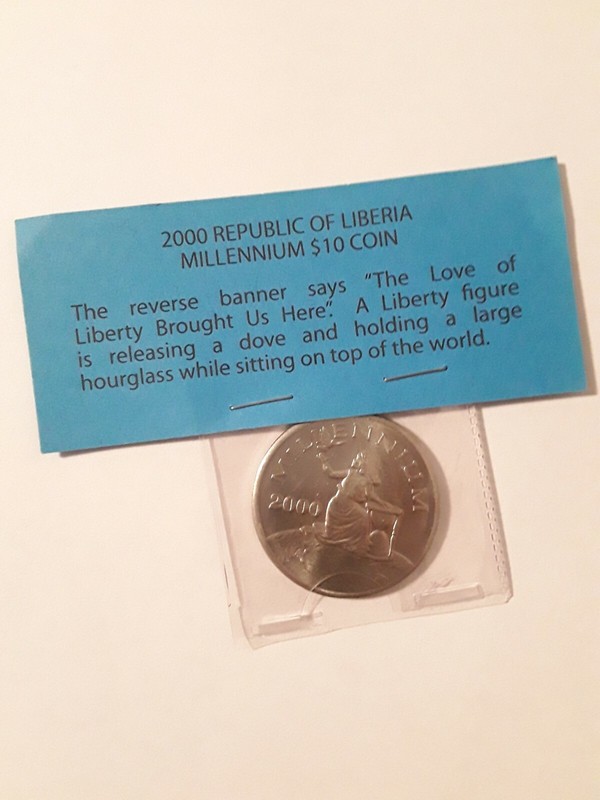 2000 REPUBLIC OF LIBERIA
MILLENNIUM $10 COIN
The reverse banner says “The Love of
Liberty Brought Us Here”. A Liberty figure
is releasing a dove and holding a large
hourglass while sitting on top of the world.
MILLENNIUM
2000